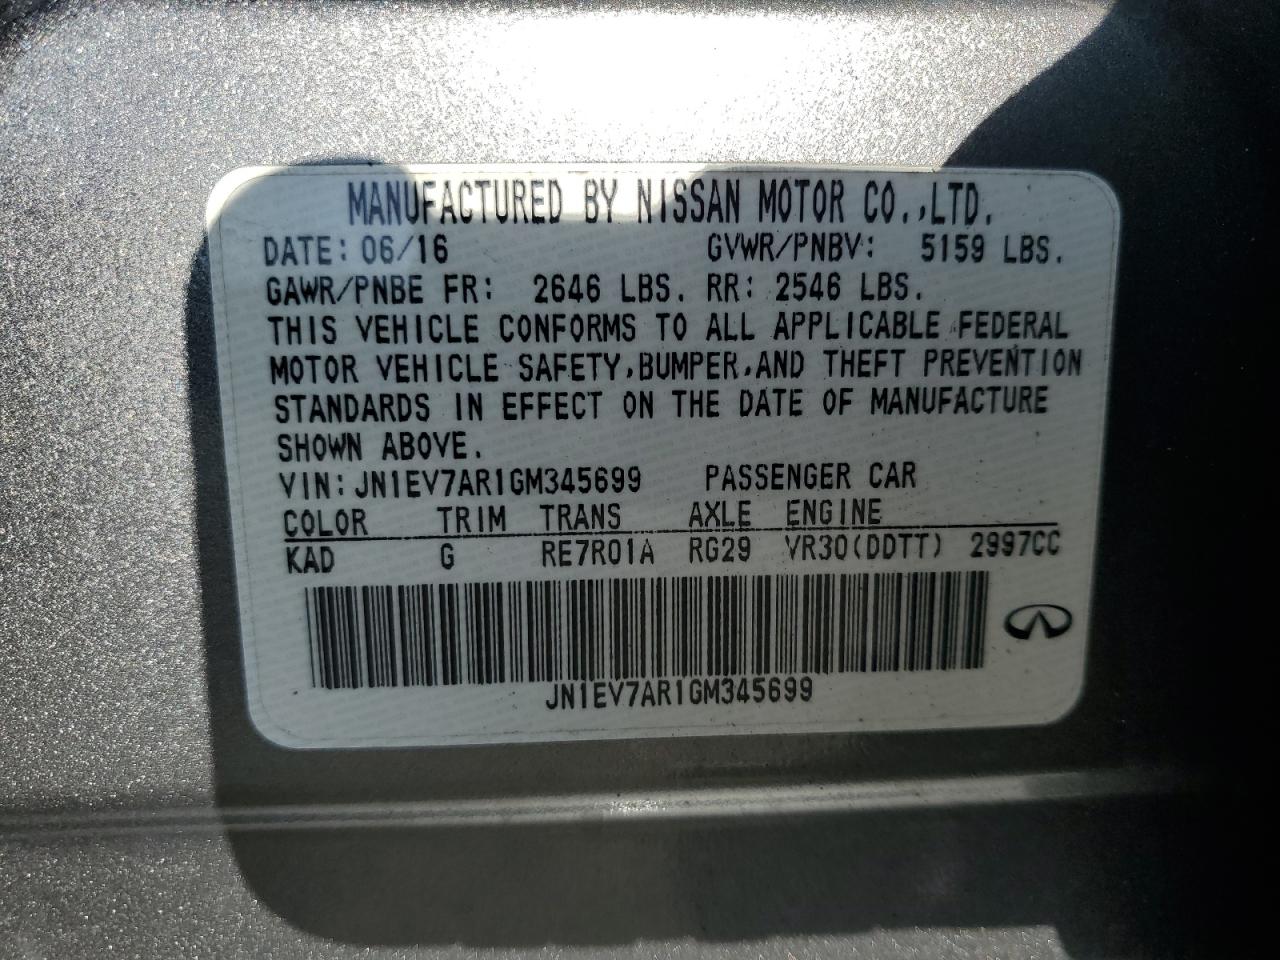 MANUFACTURED BY NISSAN MOTOR CO.,LTD.
DATE: 06/16 GVWR/PNBV: 5159 LBS.
GAWR/PNBE FR: 2646 LBS. RR: 2546 LBS.
THIS VEHICLE CONFORMS TO ALL APPLICABLE FEDERAL
MOTOR VEHICLE SAFETY,BUMPER,AND THEFT PREVENTION
STANDARDS IN EFFECT ON THE DATE OF MANUFACTURE
SHOWN ABOVE.
VIN: JN1EV7AR1GM345699 PASSENGER CAR
COLOR TRIM TRANS AXLE ENGINE
KAD G RE7R01A RG29 VR30(DDTT) 2997CC
JN1EV7AR1GM345699